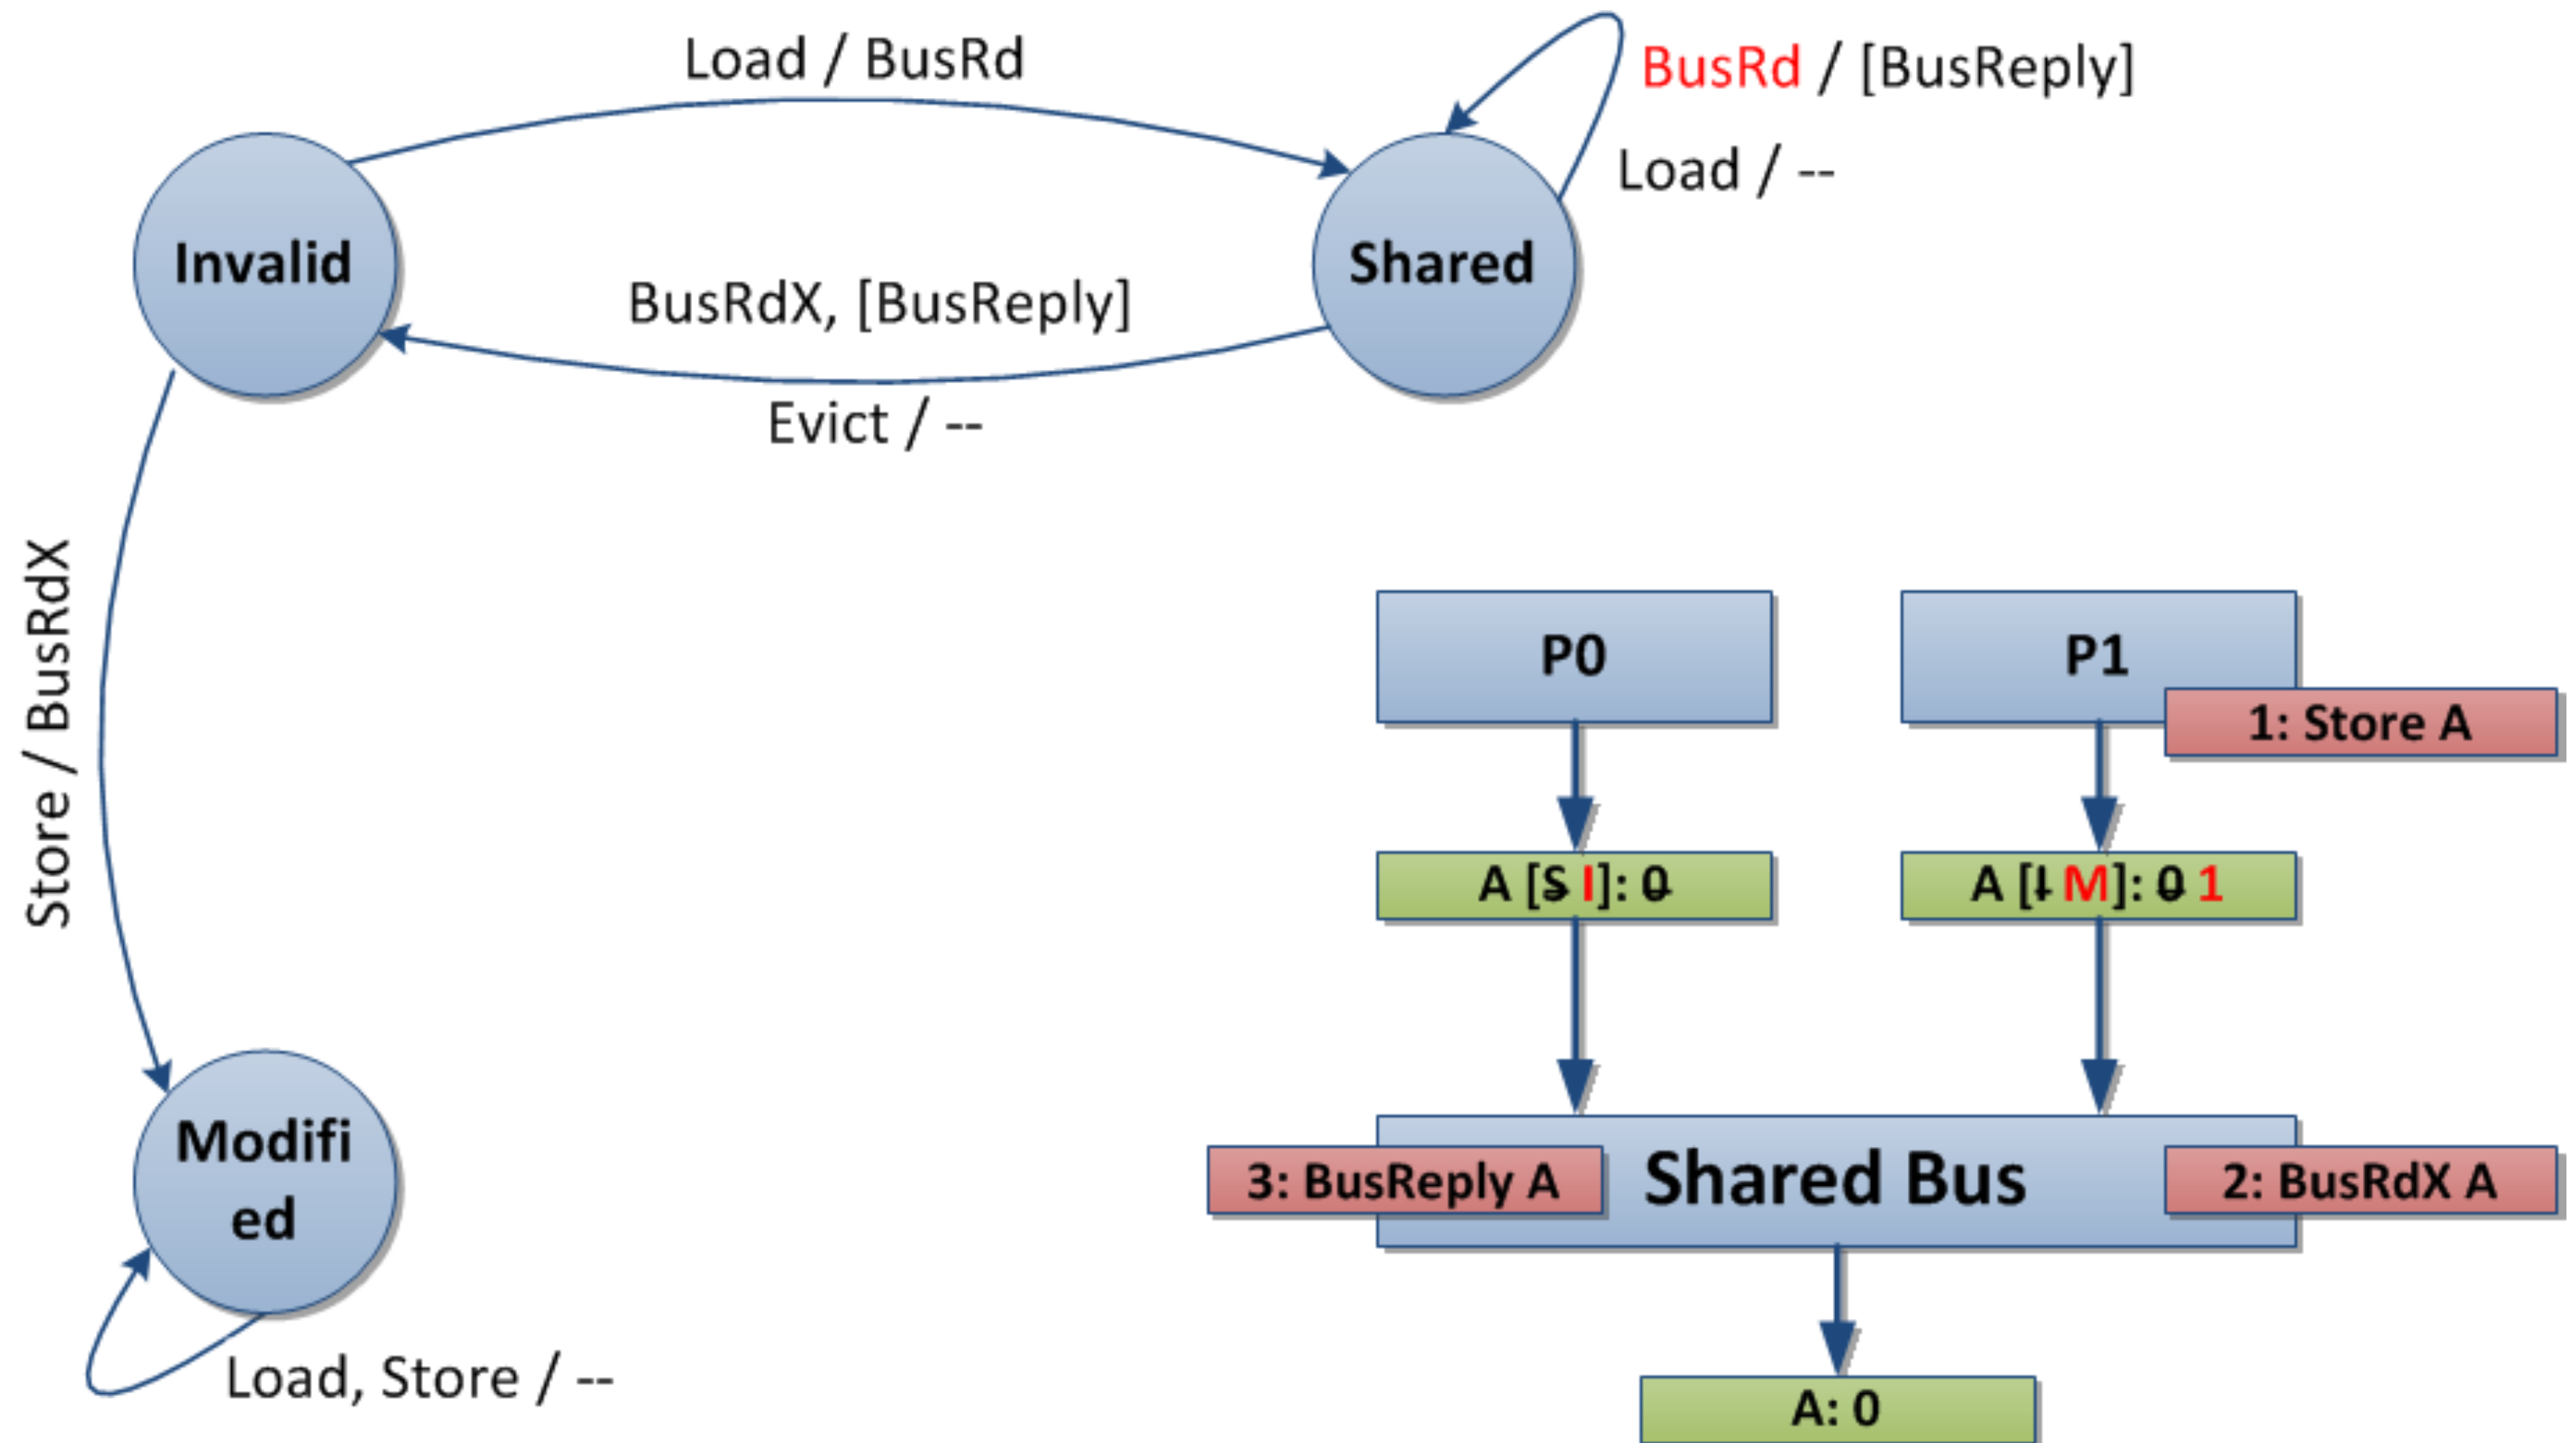 Load / BusRd
BusRd / [BusReply]
Load / --
Invalid
Shared
BusRdX, [BusReply]
Evict / --
Store / BusRdX
P0
P1
1: Store A
A [S I]: 0
A [I M]: 0 1
Modifi
ed
3: BusReply A
Shared Bus
2: BusRdX A
Load, Store / --
A: 0